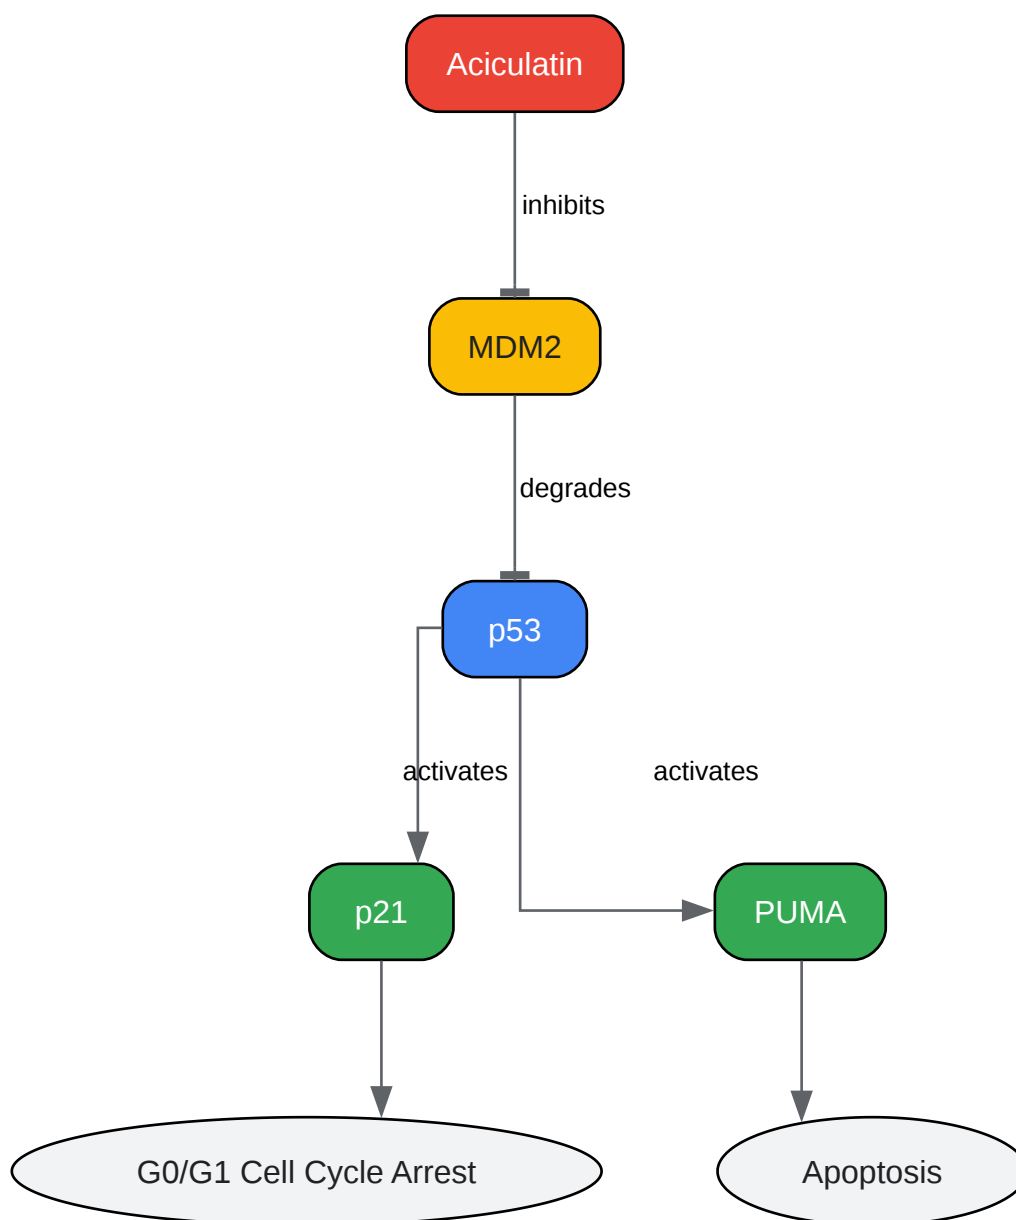 Aciculatin
inhibits
MDM2
degrades
p53
activates
activates
p21
PUMA
G0/G1 Cell Cycle Arrest
Apoptosis